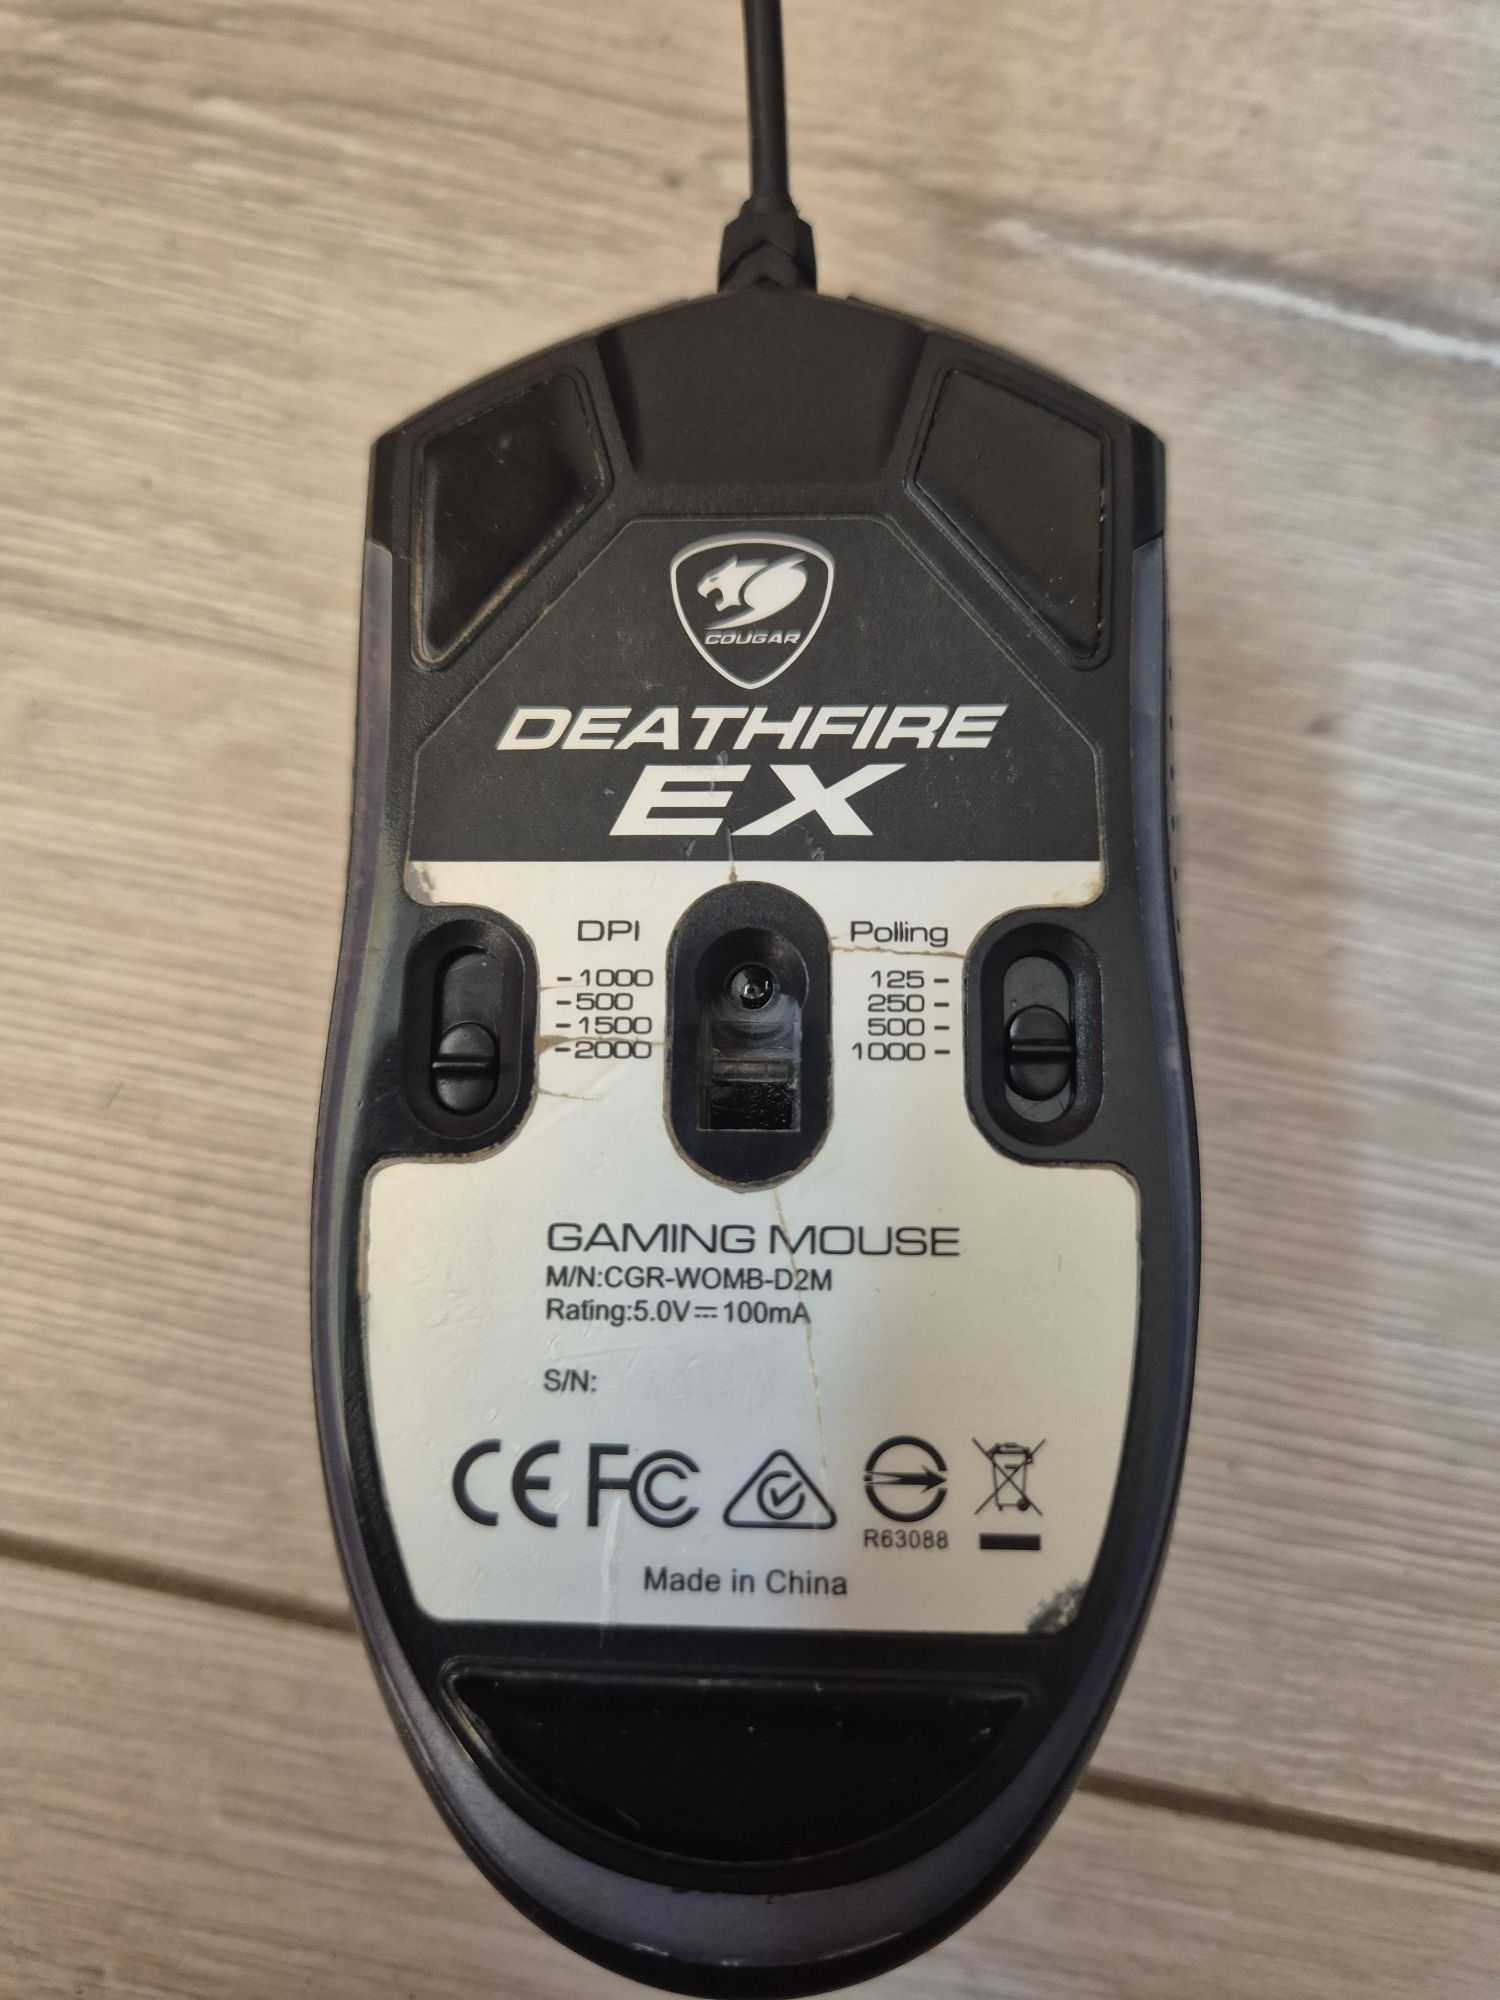 COUGAR
DEATHFIRE
EX
DPI
-1000
-500
-1500
-2000
Polling
125-
250-
500-
1000-
GAMING MOUSE
M/N:CGR-WOMB-D2M
Rating:5.0V⎓100mA
S/N:
CE FC
R63088
Made in China